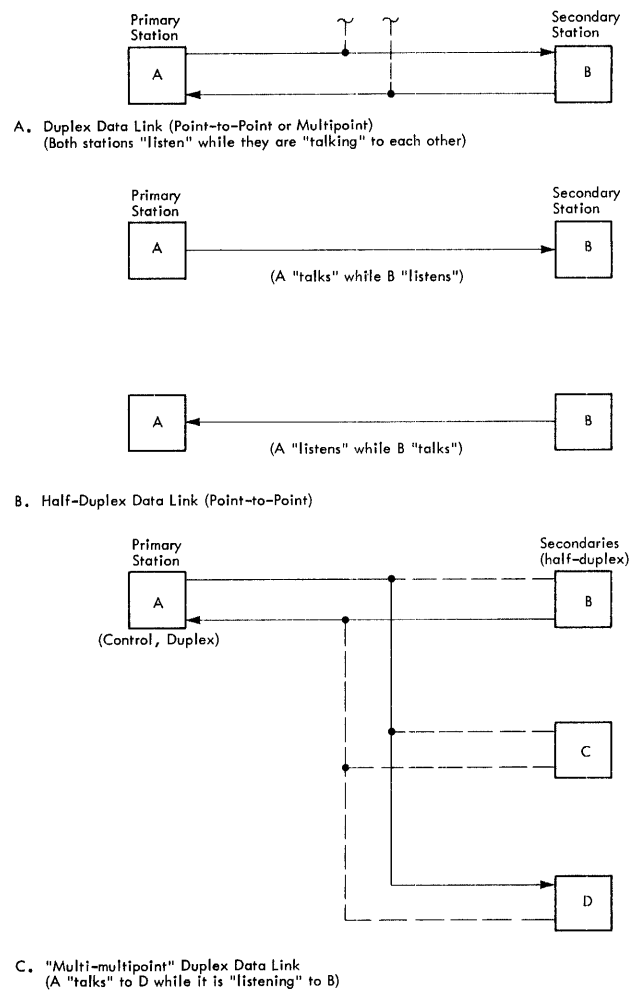 Primary
Station
Secondary
Station
A
B
A. Duplex Data Link (Point-to-Point or Multipoint)
(Both stations "listen" while they are "talking" to each other)
Primary
Station
Secondary
Station
A
B
(A "talks" while B "listens")
A
B
(A "listens" while B "talks")
B. Half-Duplex Data Link (Point-to-Point)
Primary
Station
Secondaries
(half-duplex)
A
B
(Control, Duplex)
C
D
C. "Multi-multipoint" Duplex Data Link
(A "talks" to D while it is "listening" to B)